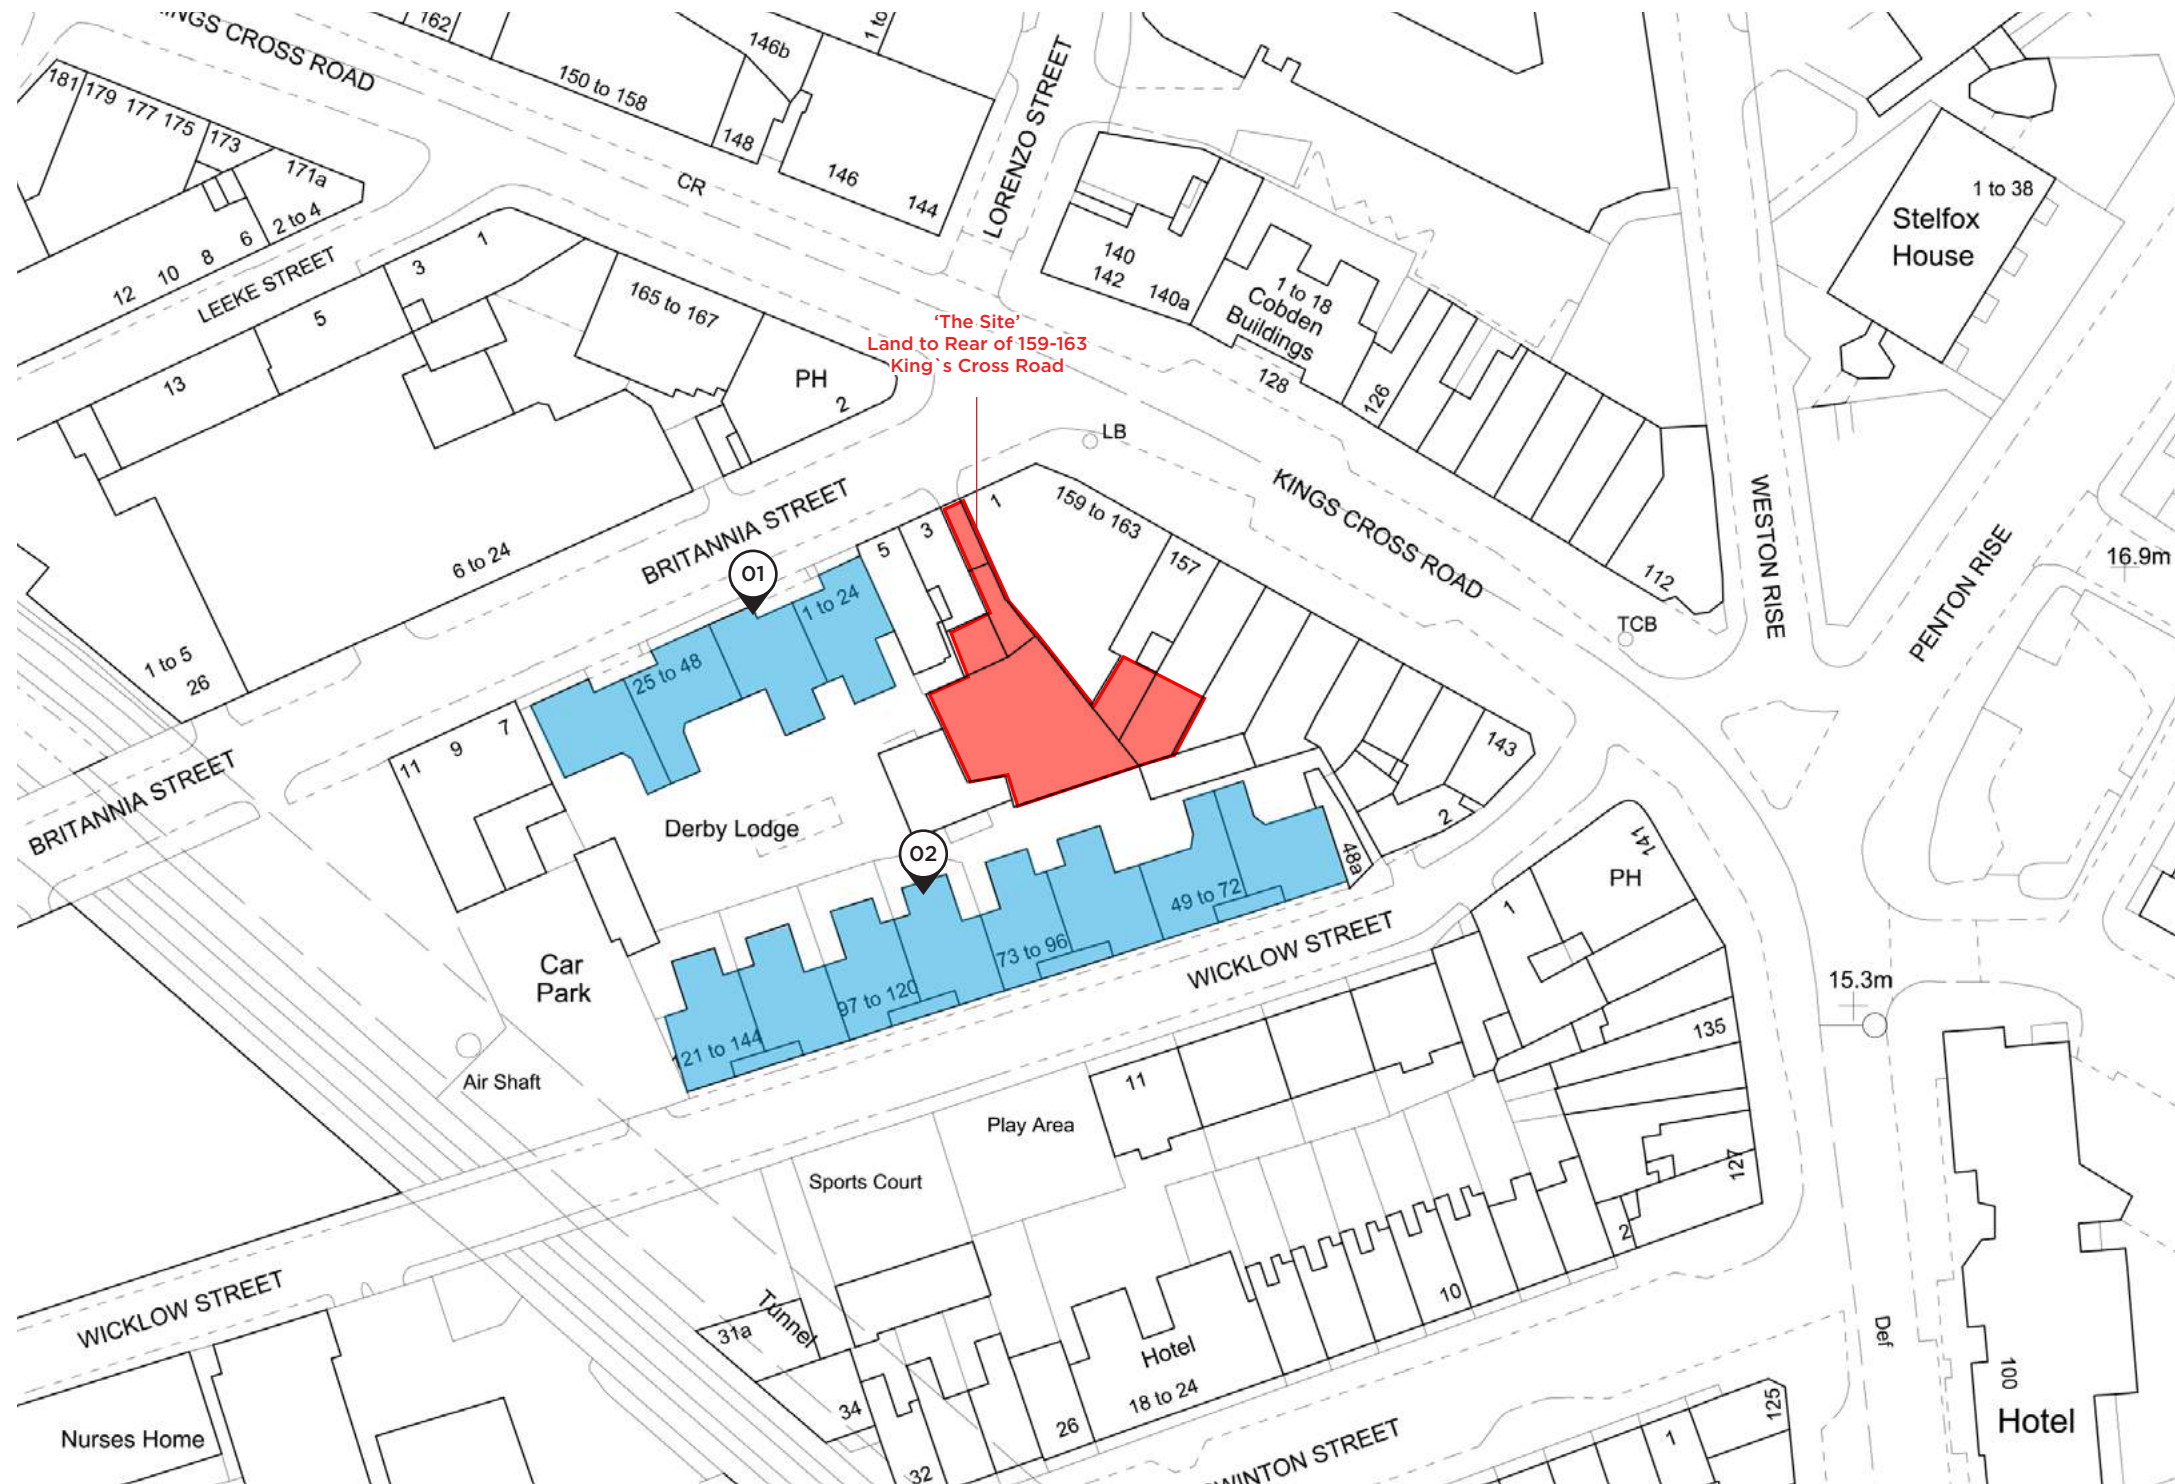 INGS CROSS ROAD
162
146b
1 to
150 to 158
148
146
144
CR
LORENZO STREET
181
179
177
175
173
171a
2 to 4
6
8
10
12
LEEKE STREET
1
3
5
13
165 to 167
PH
2
140
142
140a
1 to 18
Cobden
Buildings
128
126
1 to 38
Stelfox
House
'The Site'
Land to Rear of 159-163
King`s Cross Road
LB
KINGS CROSS ROAD
WESTON RISE
PENTON RISE
16.9m
112
TCB
159 to 163
157
1
3
5
BRITANNIA STREET
6 to 24
01
1 to 24
25 to 48
1 to 5
26
7
9
11
BRITANNIA STREET
Derby Lodge
143
2
48a
02
49 to 72
73 to 96
97 to 120
121 to 144
WICKLOW STREET
141
PH
1
15.3m
135
127
2
Car
Park
Air Shaft
11
Play Area
Sports Court
WICKLOW STREET
Tunnel
31a
34
32
26
Hotel
18 to 24
10
Nurses Home
WINTON STREET
1
125
Def
100
Hotel